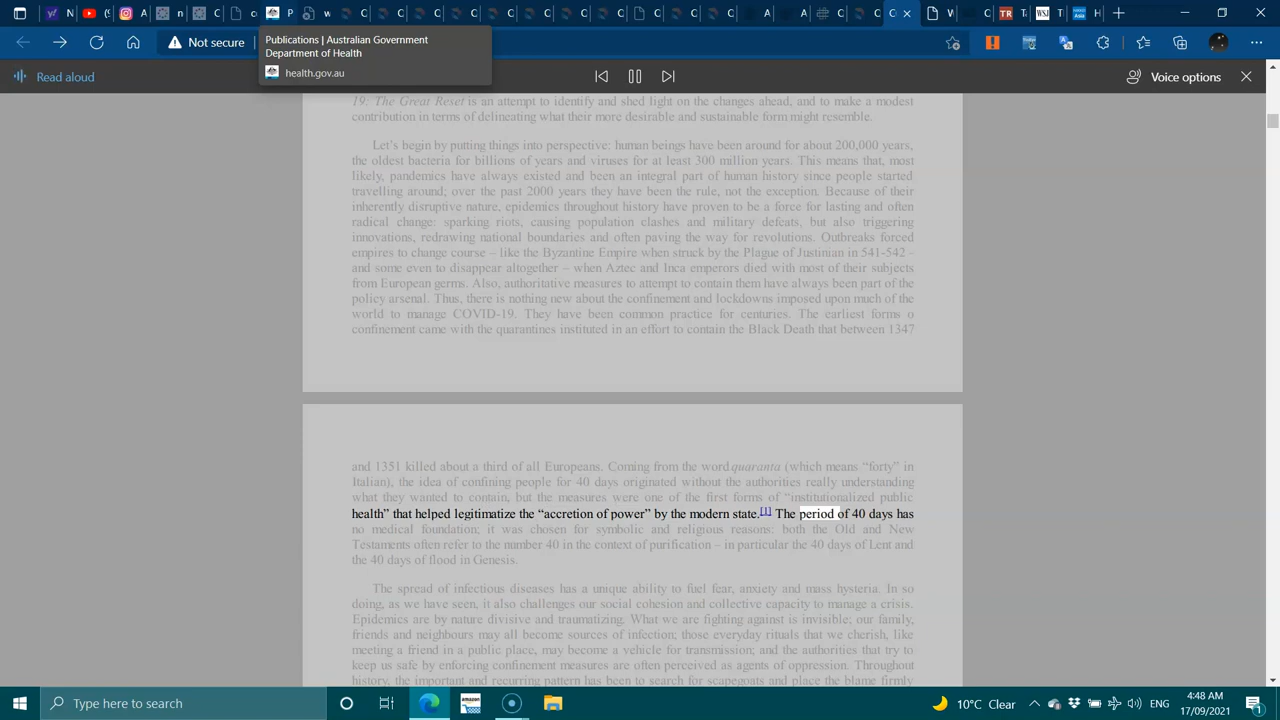 Y
N
C
A
n
C
P
w
C
C
C
C
C
C
C
C
C
C
A
A
C
C
W
C
TR
T
WSJ
J
NIKKEI Asia
H
Not secure
Publications | Australian Government
Department of Health
health.gov.au
Read aloud
Voice options
19: The Great Reset is an attempt to identify and shed light on the changes ahead, and to make a modest
contribution in terms of delineating what their more desirable and sustainable form might resemble.
Let’s begin by putting things into perspective: human beings have been around for about 200,000 years,
the oldest bacteria for billions of years and viruses for at least 300 million years. This means that, most
likely, pandemics have always existed and been an integral part of human history since people started
travelling around; over the past 2000 years they have been the rule, not the exception. Because of their
inherently disruptive nature, epidemics throughout history have proven to be a force for lasting and often
radical change: sparking riots, causing population clashes and military defeats, but also triggering
innovations, redrawing national boundaries and often paving the way for revolutions. Outbreaks forced
empires to change course – like the Byzantine Empire when struck by the Plague of Justinian in 541-542 –
and some even to disappear altogether – when Aztec and Inca emperors died with most of their subjects
from European germs. Also, authoritative measures to attempt to contain them have always been part of the
policy arsenal. Thus, there is nothing new about the confinement and lockdowns imposed upon much of the
world to manage COVID-19. They have been common practice for centuries. The earliest forms o
confinement came with the quarantines instituted in an effort to contain the Black Death that between 1347
and 1351 killed about a third of all Europeans. Coming from the word quaranta (which means “forty” in
Italian), the idea of confining people for 40 days originated without the authorities really understanding
what they wanted to contain, but the measures were one of the first forms of “institutionalized public
health” that helped legitimatize the “accretion of power” by the modern state.[1] The period of 40 days has
no medical foundation; it was chosen for symbolic and religious reasons: both the Old and New
Testaments often refer to the number 40 in the context of purification – in particular the 40 days of Lent and
the 40 days of flood in Genesis.
The spread of infectious diseases has a unique ability to fuel fear, anxiety and mass hysteria. In so
doing, as we have seen, it also challenges our social cohesion and collective capacity to manage a crisis.
Epidemics are by nature divisive and traumatizing. What we are fighting against is invisible; our family,
friends and neighbours may all become sources of infection; those everyday rituals that we cherish, like
meeting a friend in a public place, may become a vehicle for transmission; and the authorities that try to
keep us safe by enforcing confinement measures are often perceived as agents of oppression. Throughout
history, the important and recurring pattern has been to search for scapegoats and place the blame firmly
Type here to search
amazon
10°C Clear
4:48 AM
17/09/2021
1